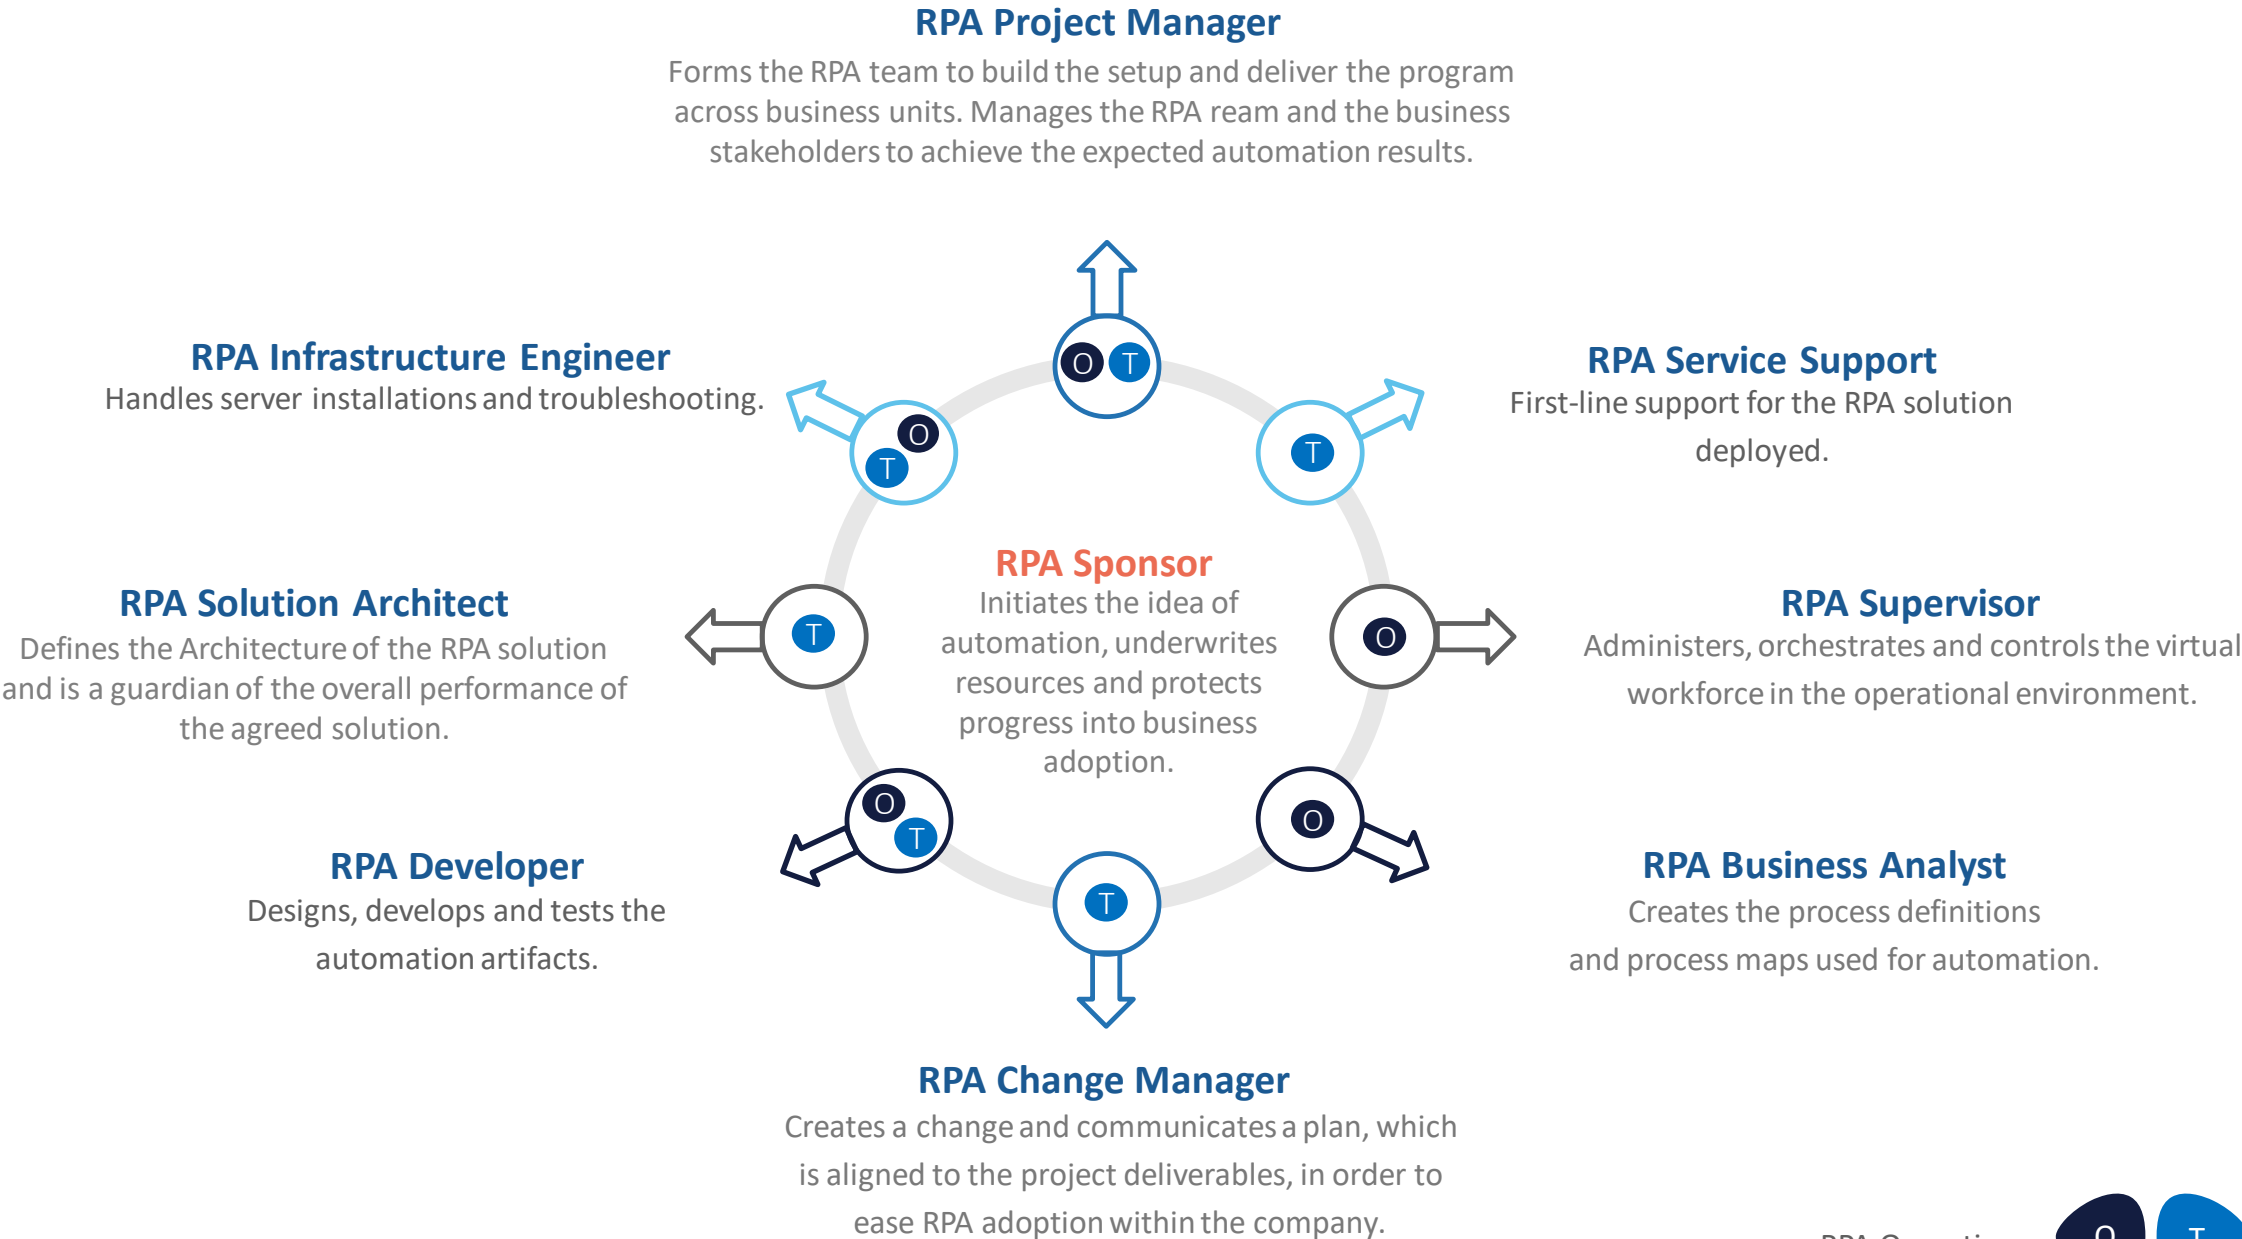 RPA Project Manager
Forms the RPA team to build the setup and deliver the program
across business units. Manages the RPA ream and the business
stakeholders to achieve the expected automation results.
O T
RPA Infrastructure Engineer
Handles server installations and troubleshooting.
O
T
RPA Service Support
First-line support for the RPA solution
deployed.
T
RPA Sponsor
Initiates the idea of
automation, underwrites
resources and protects
progress into business
adoption.
RPA Solution Architect
Defines the Architecture of the RPA solution
and is a guardian of the overall performance of
the agreed solution.
T
RPA Supervisor
Administers, orchestrates and controls the virtual
workforce in the operational environment.
O
RPA Developer
Designs, develops and tests the
automation artifacts.
O
T
RPA Business Analyst
Creates the process definitions
and process maps used for automation.
O
T
RPA Change Manager
Creates a change and communicates a plan, which
is aligned to the project deliverables, in order to
ease RPA adoption within the company.
RPA
O T